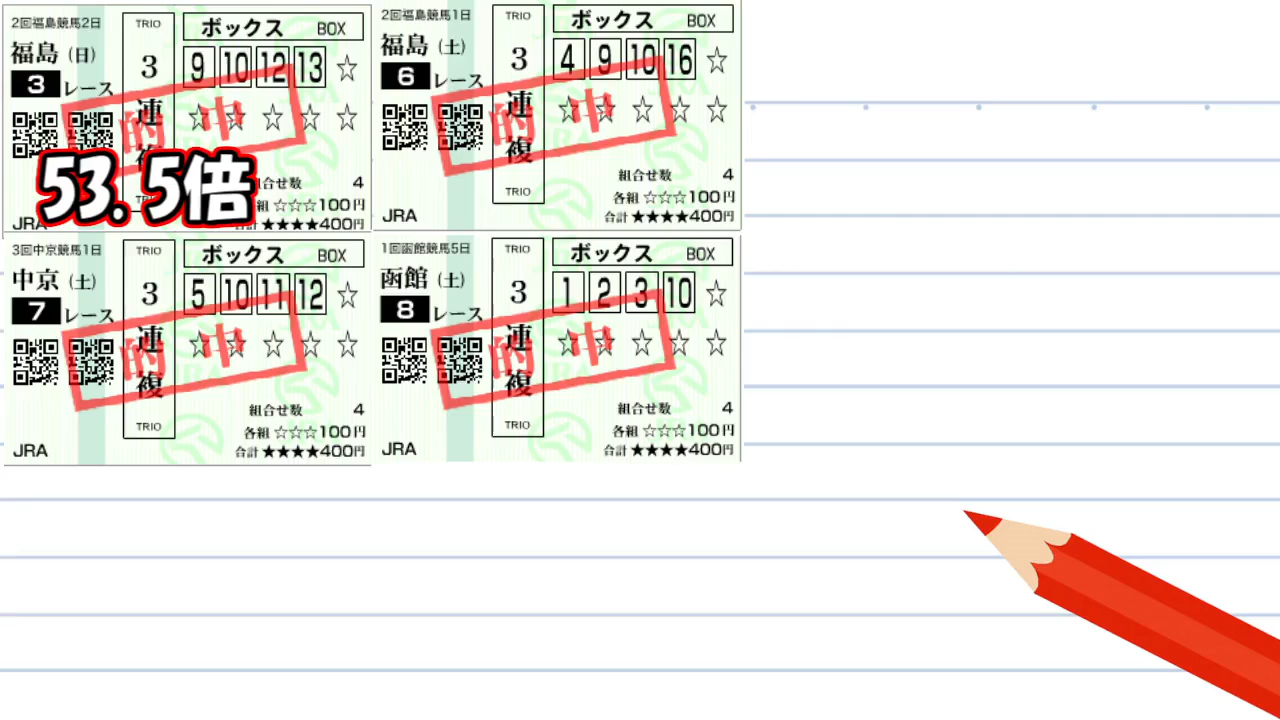 2回福島競馬2日
福島（日）
3レース
TRIO
3連複
ボックス BOX
9 10 12 13 ☆
☆☆☆☆☆
的中
53.5倍
組合せ数 4
各組 ☆☆☆100円
合計 ★★★★400円
JRA
2回福島競馬1日
福島（土）
6レース
TRIO
3連複
TRIO
ボックス BOX
4 9 10 16 ☆
☆☆☆☆☆
的中
組合せ数 4
各組 ☆☆☆100円
合計 ★★★★400円
JRA
3回中京競馬1日
中京（土）
7レース
TRIO
3連複
TRIO
ボックス BOX
5 10 11 12 ☆
☆☆☆☆☆
的中
組合せ数 4
各組 ☆☆☆100円
合計 ★★★★400円
JRA
1回函館競馬5日
函館（土）
8レース
TRIO
3連複
TRIO
ボックス BOX
1 2 3 10 ☆
☆☆☆☆☆
的中
組合せ数 4
各組 ☆☆☆100円
合計 ★★★★400円
JRA